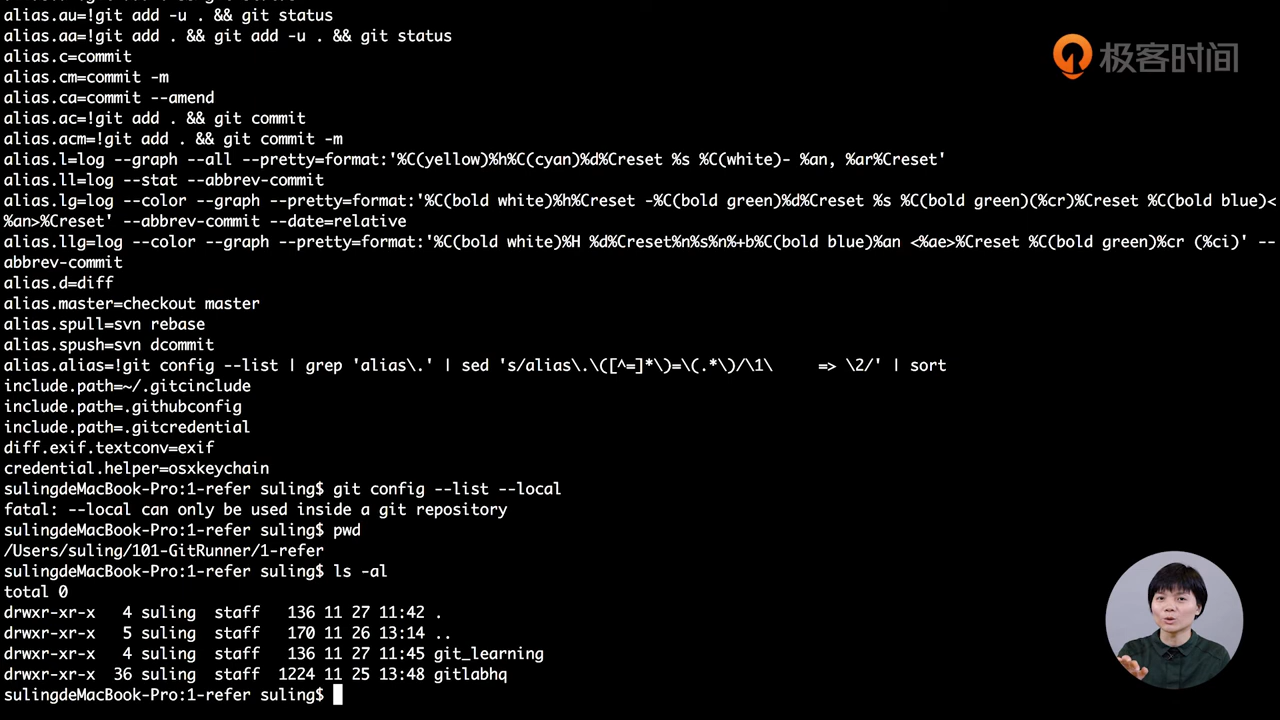 alias.au=!git add -u . && git status
alias.aa=!git add . && git add -u . && git status
alias.c=commit
alias.cm=commit -m
alias.ca=commit --amend
alias.ac=!git add . && git commit
alias.acm=!git add . && git commit -m
alias.l=log --graph --all --pretty=format:'%C(yellow)%h%C(cyan)%d%Creset %s %C(white)- %an, %ar%Creset'
alias.ll=log --stat --abbrev-commit
alias.lg=log --color --graph --pretty=format:'%C(bold white)%h%Creset -%C(bold green)%d%Creset %s %C(bold green)(%cr)%Creset %C(bold blue)<
%an>%Creset' --abbrev-commit --date=relative
alias.llg=log --color --graph --pretty=format:'%C(bold white)%H %d%Creset%n%s%n%+b%C(bold blue)%an <%ae>%Creset %C(bold green)%cr (%ci)' --
abbrev-commit
alias.d=diff
alias.master=checkout master
alias.spull=svn rebase
alias.spush=svn dcommit
alias.alias=!git config --list | grep 'alias\.' | sed 's/alias\.\([^=]*\)=\(.*\)/\1\     => \2/' | sort
include.path=~/.gitcinclude
include.path=.githubconfig
include.path=.gitcredential
diff.exif.textconv=exif
credential.helper=osxkeychain
sulingdeMacBook-Pro:1-refer suling$ git config --list --local
fatal: --local can only be used inside a git repository
sulingdeMacBook-Pro:1-refer suling$ pwd
/Users/suling/101-GitRunner/1-refer
sulingdeMacBook-Pro:1-refer suling$ ls -al
total 0
drwxr-xr-x   4 suling  staff   136 11 27 11:42 .
drwxr-xr-x   5 suling  staff   170 11 26 13:14 ..
drwxr-xr-x   4 suling  staff   136 11 27 11:45 git_learning
drwxr-xr-x  36 suling  staff  1224 11 25 13:48 gitlabhq
sulingdeMacBook-Pro:1-refer suling$
极客时间